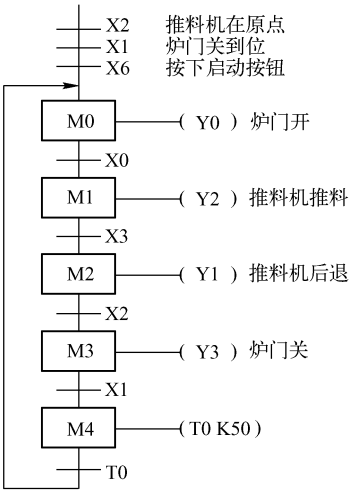 X2 推料机在原点
X1 炉门关到位
X6 按下启动按钮
M0 ( Y0 ) 炉门开
X0
M1 ( Y2 ) 推料机推料
X3
M2 ( Y1 ) 推料机后退
X2
M3 ( Y3 ) 炉门关
X1
M4 ( T0 K50 )
T0